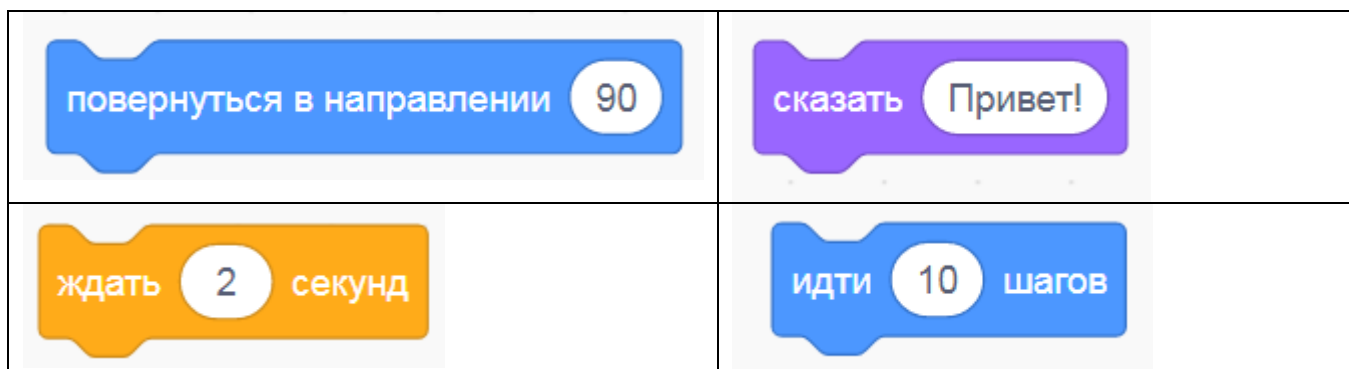 повернуться в направлении 90
сказать Привет!
ждать 2 секунд
идти 10 шагов